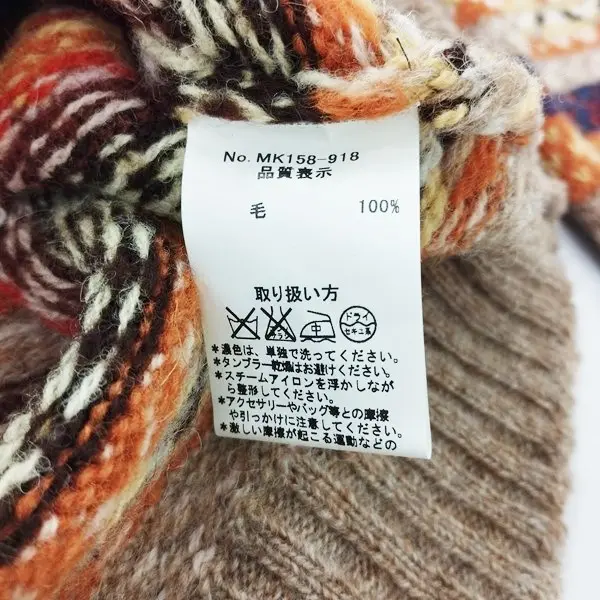 No. MK158-918
品質表示
毛 100%
取り扱い方
ドライ セキユ系
*濃色は、単独で洗ってください。
*タンブラー乾燥はお避けください。
*スチームアイロンを浮かしなが
ら整形してください。
*アクセサリーやバッグ等との摩擦
や引っかけに注意してください。
*激しい摩擦が起こる運動などの